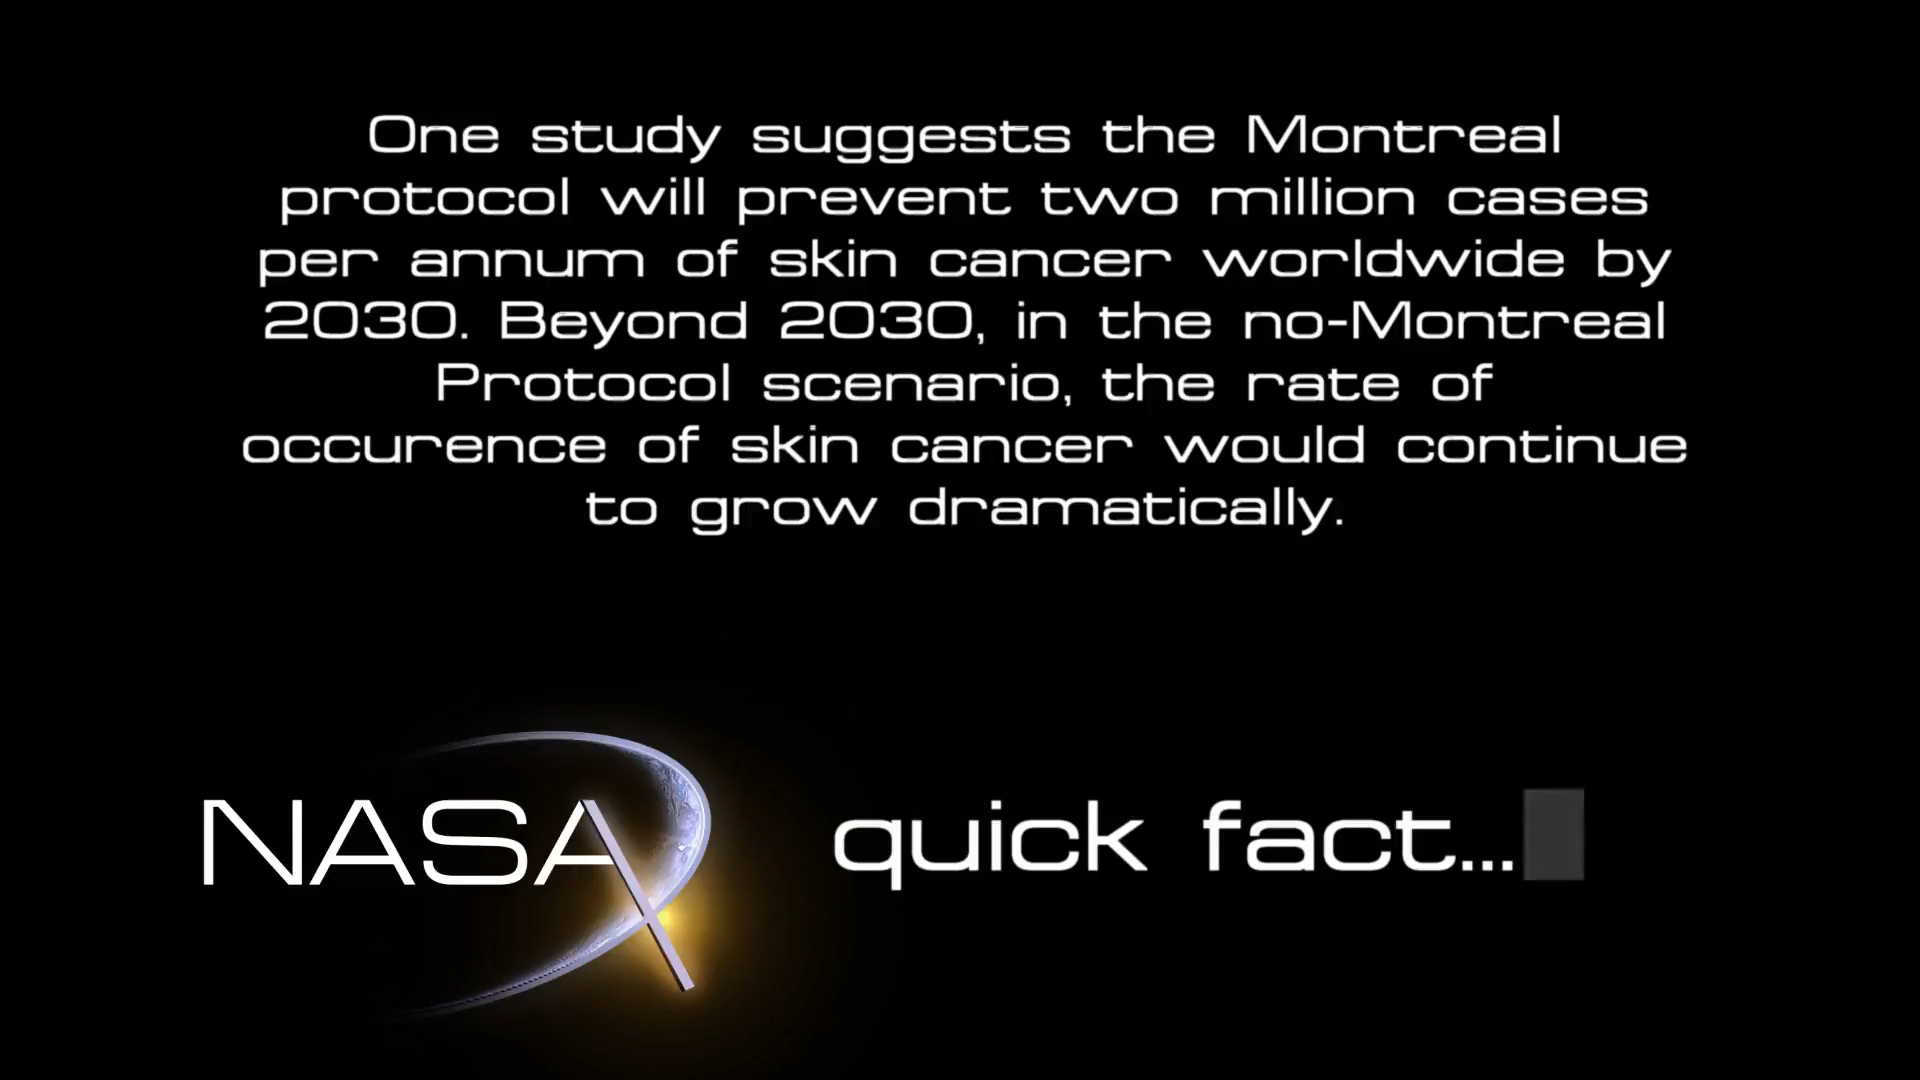 One study suggests the Montreal
protocol will prevent two million cases
per annum of skin cancer worldwide by
2030. Beyond 2030, in the no-Montreal
Protocol scenario, the rate of
occurence of skin cancer would continue
to grow dramatically.
NASA quick fact...